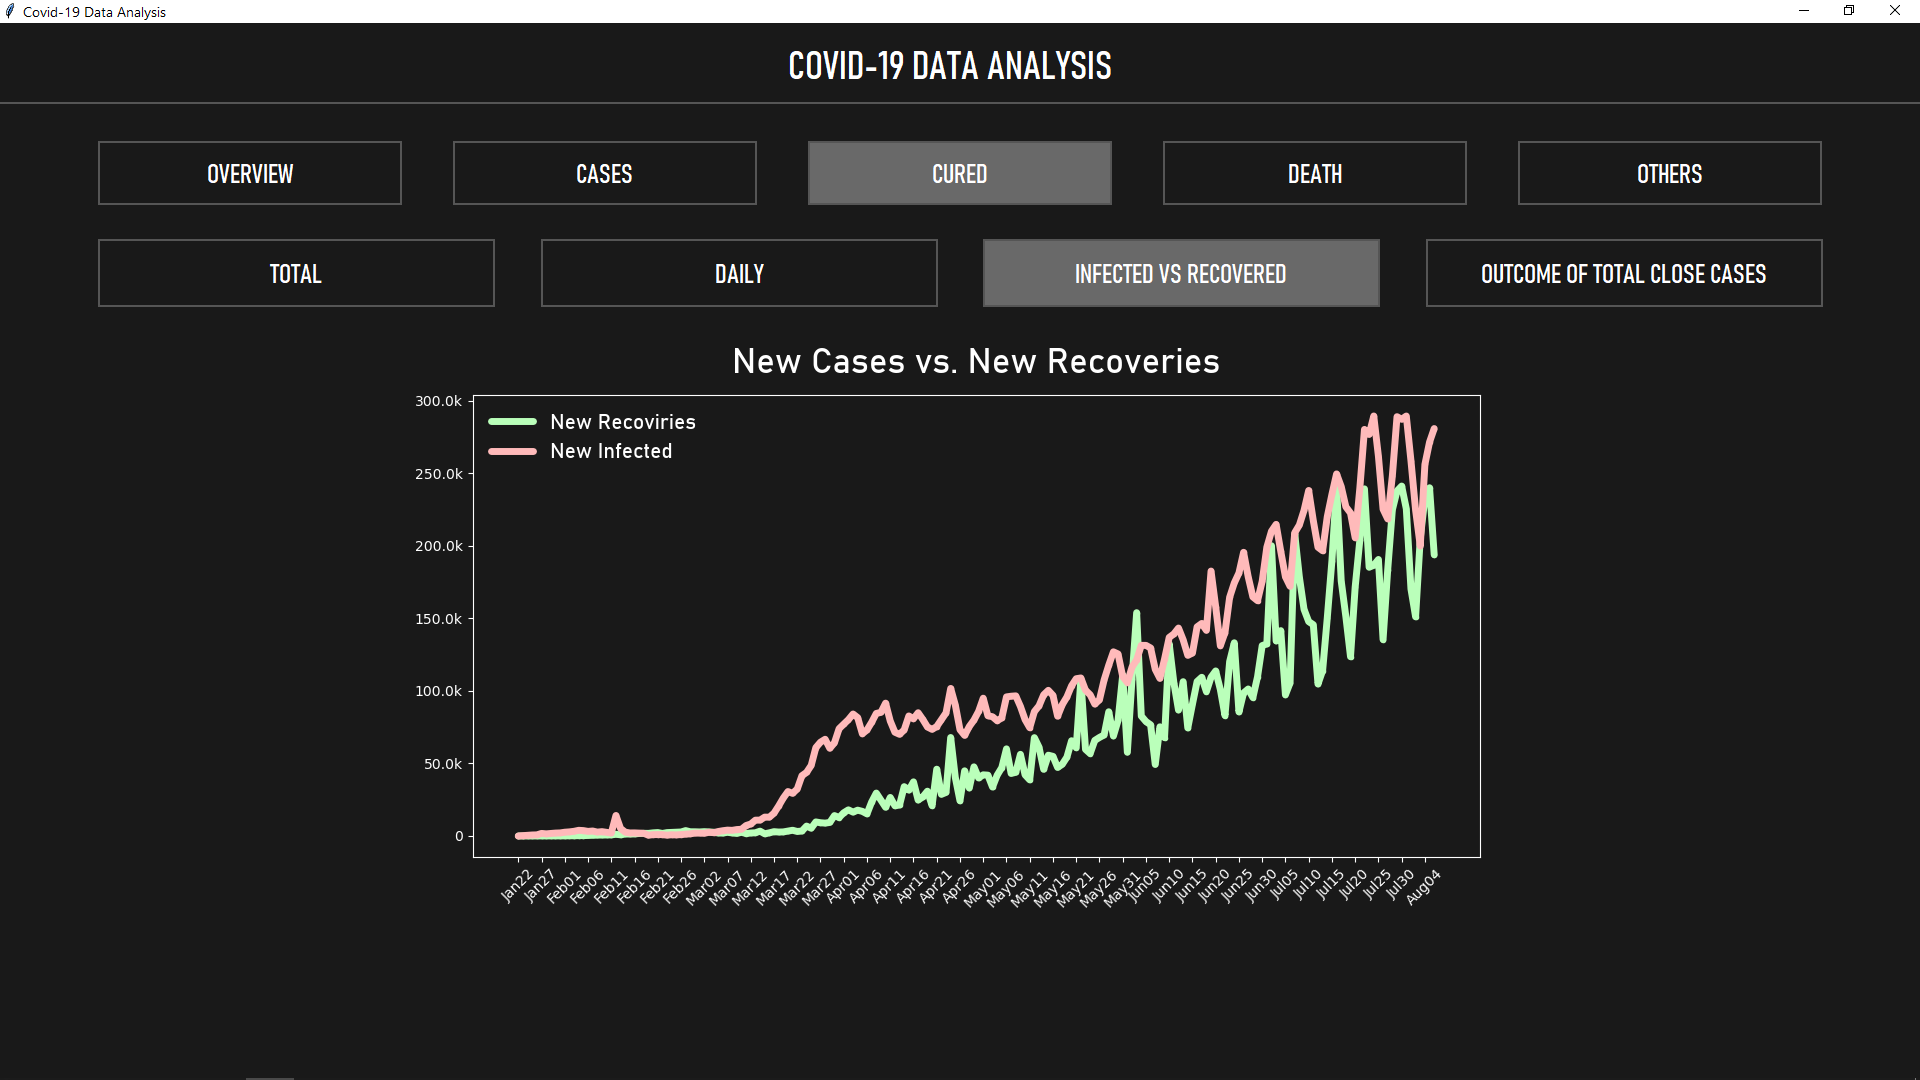 Covid-19 Data Analysis
COVID-19 DATA ANALYSIS
OVERVIEW CASES CURED DEATH OTHERS
TOTAL DAILY INFECTED VS RECOVERED OUTCOME OF TOTAL CLOSE CASES
New Cases vs. New Recoveries
New Recoviries
New Infected
300.0k
250.0k
200.0k
150.0k
100.0k
50.0k
0
Jan22 Jan27 Feb01 Feb06 Feb11 Feb16 Feb21 Feb26 Mar02 Mar07 Mar12 Mar17 Mar22 Mar27 Apr01 Apr06 Apr11 Apr16 Apr21 Apr26 May01 May06 May11 May16 May21 May26 May31 Jun05 Jun10 Jun15 Jun20 Jun25 Jun30 Jul05 Jul10 Jul15 Jul20 Jul25 Jul30 Aug04